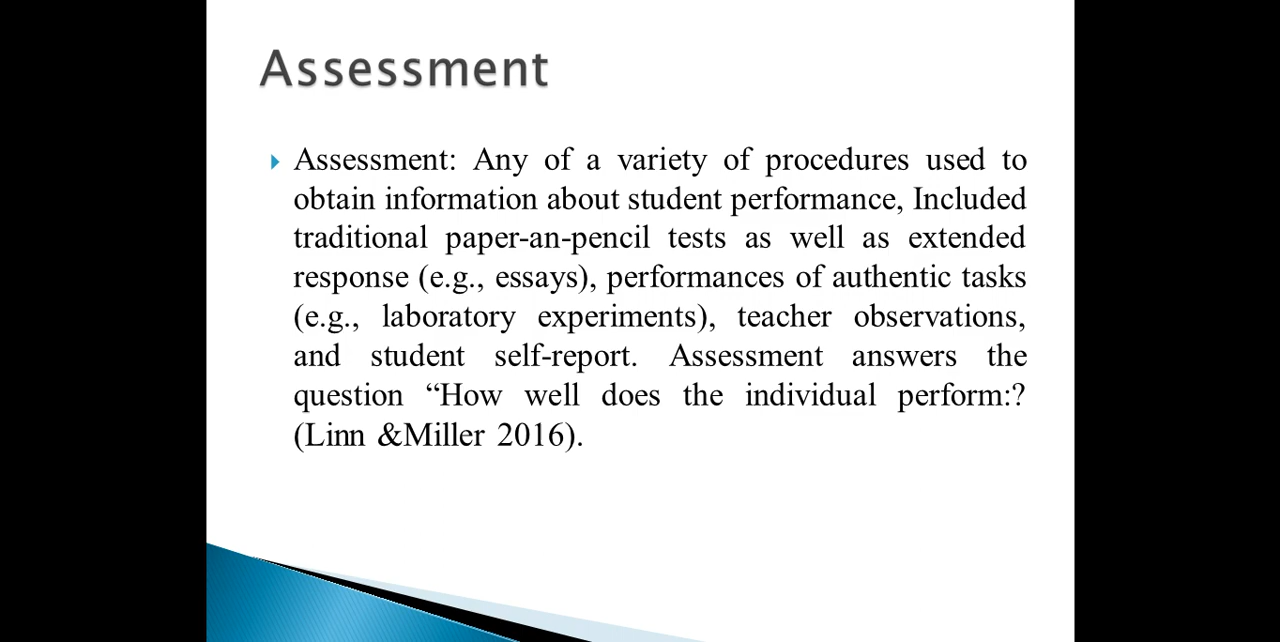 Assessment
Assessment: Any of a variety of procedures used to
obtain information about student performance, Included
traditional paper-an-pencil tests as well as extended
response (e.g., essays), performances of authentic tasks
(e.g., laboratory experiments), teacher observations,
and student self-report. Assessment answers the
question “How well does the individual perform:?
(Linn &Miller 2016).